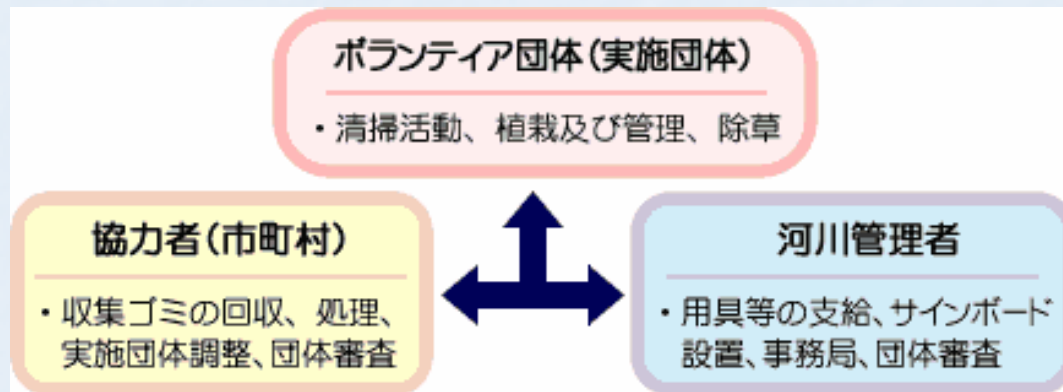 ボランティア団体(実施団体)
・清掃活動、植栽及び管理、除草
協力者(市町村)
・収集ゴミの回収、処理、
実施団体調整、団体審査
河川管理者
・用具等の支給、サインボード
設置、事務局、団体審査